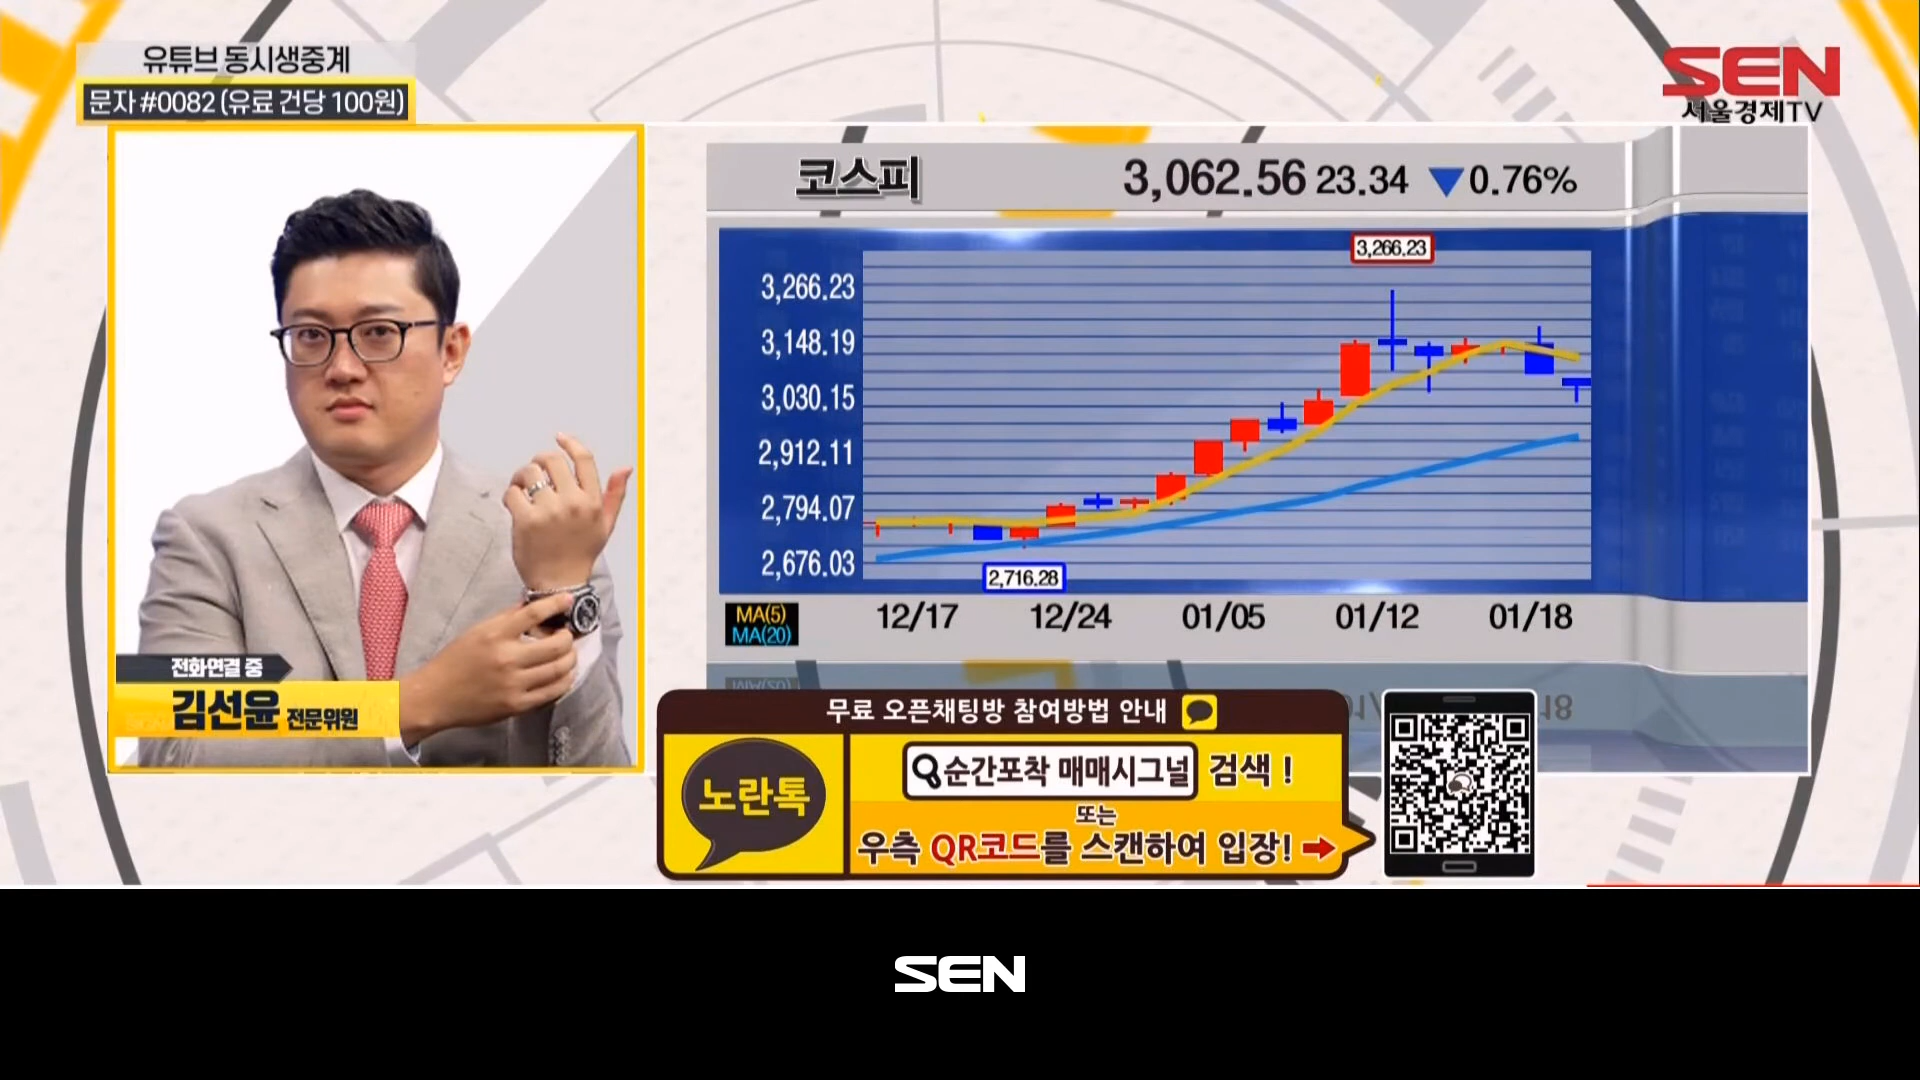 유튜브 동시생중계
문자 #0082 (유료 건당 100원)
SEN
서울경제TV
코스피 3,062.56 23.34 ▼0.76%
3,266.23
3,266.23
3,148.19
3,030.15
2,912.11
2,794.07
2,676.03
2,716.28
MA(5)
MA(20)
12/17 12/24 01/05 01/12 01/18
전화연결 중
김선윤 전문위원
무료 오픈채팅방 참여방법 안내
노란톡
순간포착 매매시그널 검색 !
또는
우측 QR코드를 스캔하여 입장! →
SEN